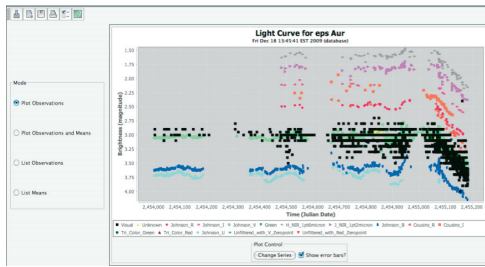 Light Curve for eps Aur
Fri Dec 18 13:45:41 EST 2009 (database)
Mode
Plot Observations
Plot Observations and Means
List Observations
List Means
Brightness (magnitude)
1.50
1.75
2.00
2.25
2.50
2.75
3.00
3.25
3.50
3.75
4.00
2,454,000 2,454,100 2,454,200 2,454,300 2,454,400 2,454,500 2,454,600 2,454,700 2,454,800 2,454,900 2,455,000 2,455,100 2,455,200
Time (Julian Date)
Visual Unknown Johnson_R Johnson_I Johnson_V Green H_NIR_1pt6micron J_NIR_1pt2micron Johnson_B Cousins_R Cousins_I
Tri_Color_Green Tri_Color_Red Johnson_U Unfiltered_with_V_Zeropoint Unfiltered_with_Red_Zeropoint
Plot Control
Change Series Show error bars?